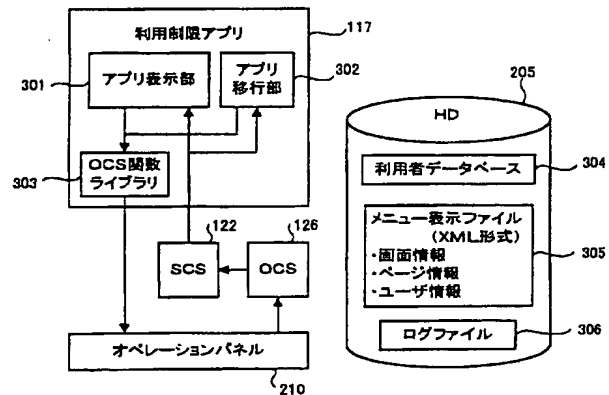 利用制限アプリ
117
301
アプリ表示部
アプリ
移行部
302
303
OCS関数
ライブラリ
122
126
SCS
OCS
オペレーションパネル
210
205
HD
利用者データベース
304
メニュー表示ファイル
(XML形式)
・画面情報
・ページ情報
・ユーザ情報
305
ログファイル
306